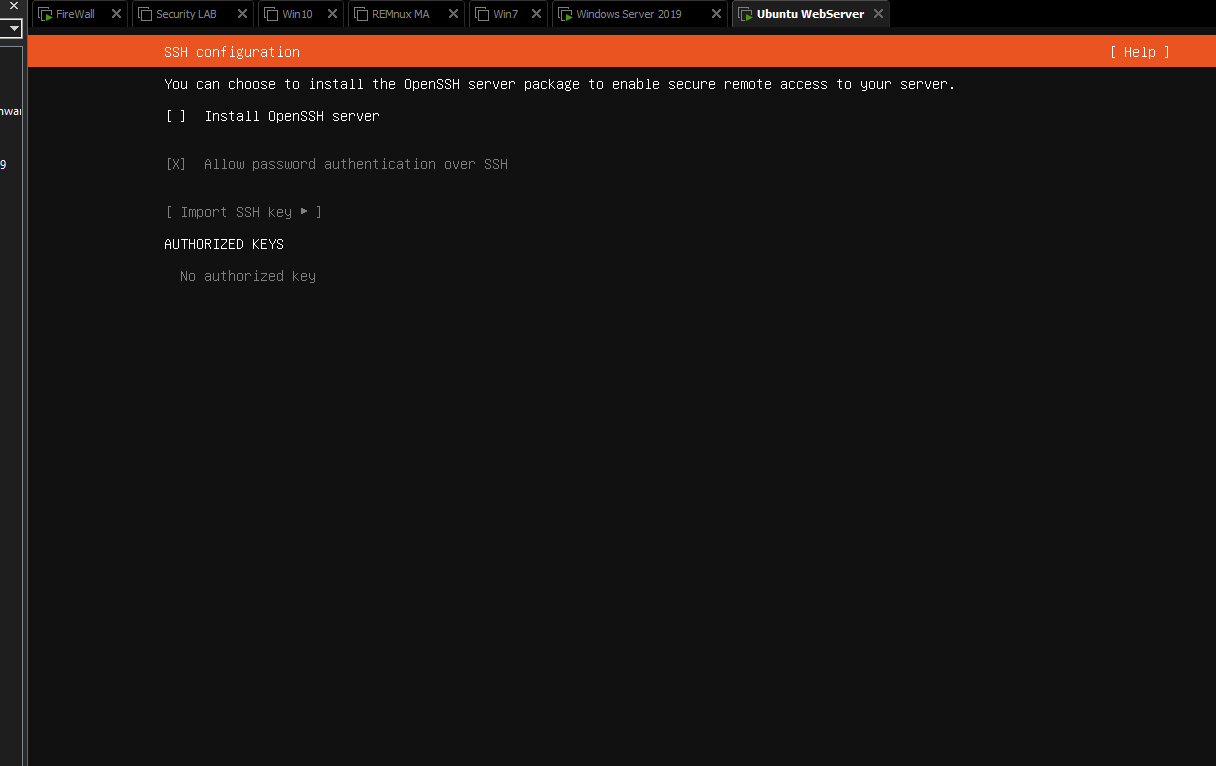 FireWall Security LAB Win10 REMnux MA Win7 Windows Server 2019 Ubuntu WebServer
SSH configuration [ Help ]
You can choose to install the OpenSSH server package to enable secure remote access to your server.
[ ] Install OpenSSH server
[X] Allow password authentication over SSH
[ Import SSH key ▸ ]
AUTHORIZED KEYS
No authorized key
9